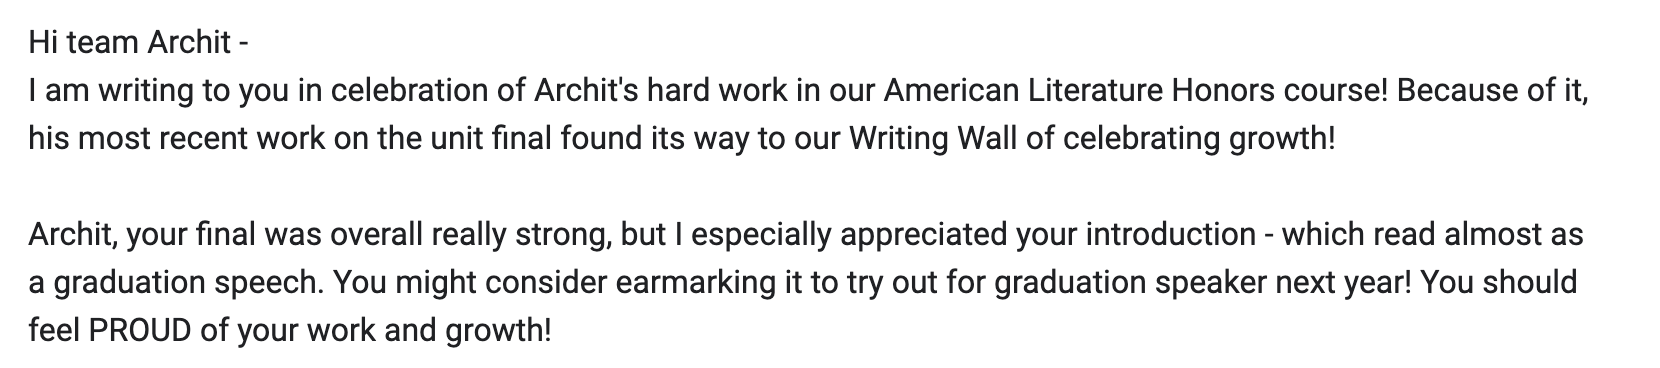 Hi team Archit -
I am writing to you in celebration of Archit's hard work in our American Literature Honors course! Because of it,
his most recent work on the unit final found its way to our Writing Wall of celebrating growth!
Archit, your final was overall really strong, but I especially appreciated your introduction - which read almost as
a graduation speech. You might consider earmarking it to try out for graduation speaker next year! You should
feel PROUD of your work and growth!